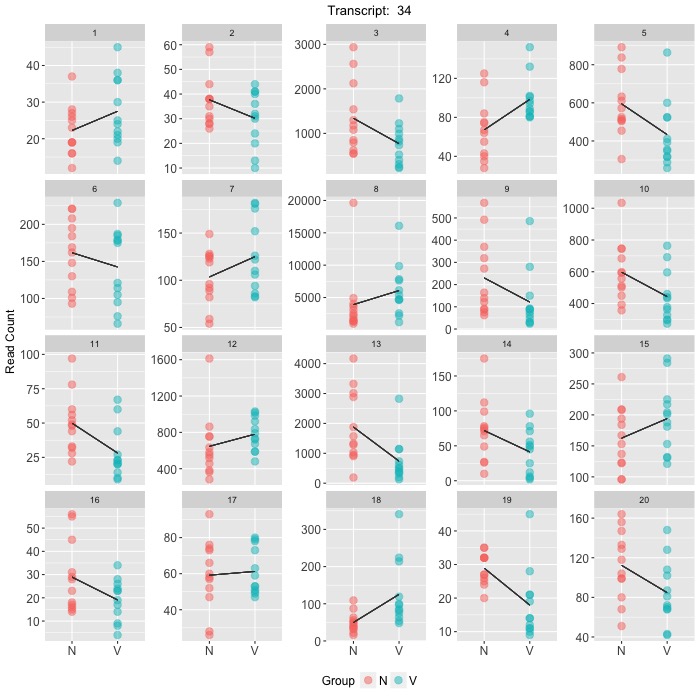 Transcript: 34
1 2 3 4 5
40 60 3000 120 800
30 50 2000 80 600
20 40 1000 40 400
30
20
10
6 7 8 9 10
200 150 20000 500 1000
150 100 15000 400 800
100 50 10000 300 600
5000 200 400
100
0
Read Count
11 12 13 14 15
100 1600 4000 150 300
75 1200 3000 100 250
50 800 2000 50 200
25 400 1000 0 150
0 100
16 17 18 19 20
50 80 300 40 160
40 60 200 30 120
30 40 100 20 80
20 0 10 40
10
N V N V N V N V N V
Group N V